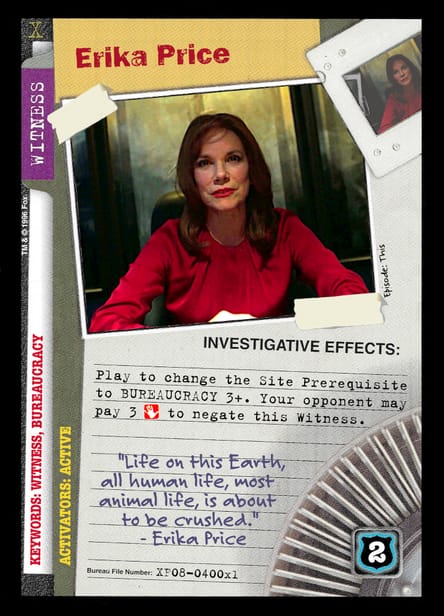 X
Erika Price
WITNESS
TM & © 1996 Fox.
Episode: This
KEYWORDS: WITNESS, BUREAUCRACY
ACTIVATORS: ACTIVE
INVESTIGATIVE EFFECTS:
Play to change the Site Prerequisite
to BUREAUCRACY 3+. Your opponent may
pay 3 to negate this Witness.
"Life on this Earth,
all human life, most
animal life, is about
to be crushed."
- Erika Price
Bureau File Number: XF08-0400x1
2